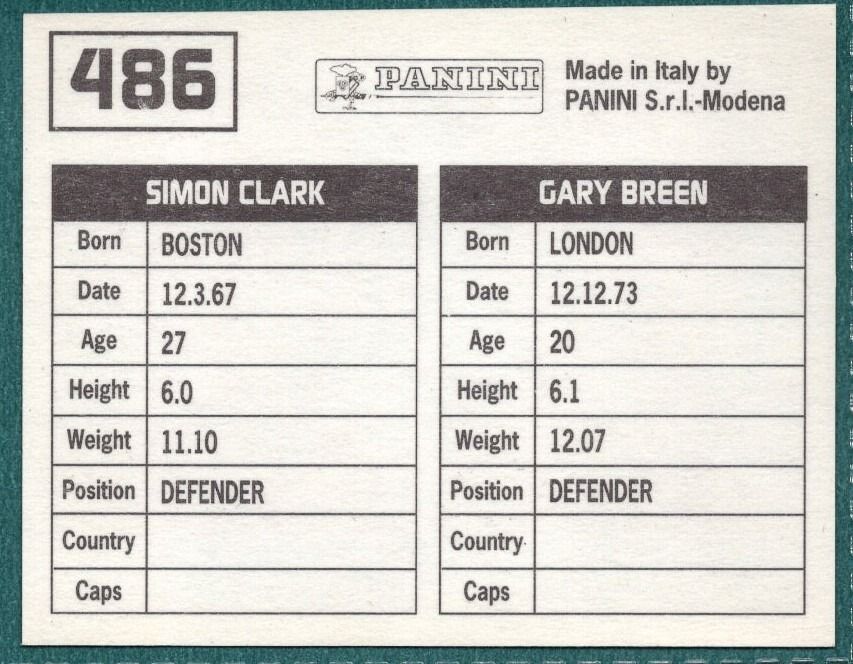 486
PANINI
Made in Italy by
PANINI S.r.l.-Modena
SIMON CLARK
Born BOSTON
Date 12.3.67
Age 27
Height 6.0
Weight 11.10
Position DEFENDER
Country
Caps
GARY BREEN
Born LONDON
Date 12.12.73
Age 20
Height 6.1
Weight 12.07
Position DEFENDER
Country
Caps